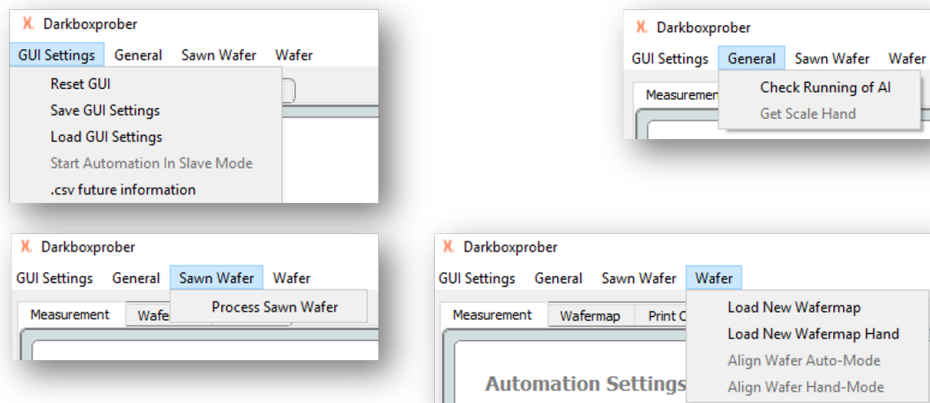 Darkboxprober
GUI Settings General Sawn Wafer Wafer
Reset GUI
Save GUI Settings
Load GUI Settings
Start Automation In Slave Mode
.csv future information
Darkboxprober
GUI Settings General Sawn Wafer Wafer
Measuremen
Check Running of AI
Get Scale Hand
Darkboxprober
GUI Settings General Sawn Wafer Wafer
Measurement Wafe
Process Sawn Wafer
Darkboxprober
GUI Settings General Sawn Wafer Wafer
Measurement Wafermap Print C
Load New Wafermap
Load New Wafermap Hand
Align Wafer Auto-Mode
Align Wafer Hand-Mode
Automation Settings